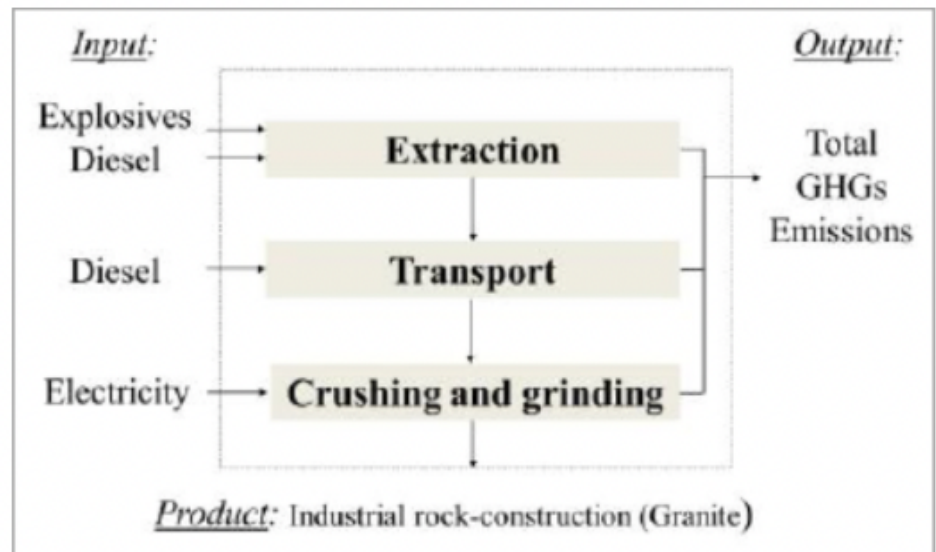 Input:
Output:
Explosives
Diesel
Extraction
Total
GHGs
Emissions
Diesel
Transport
Electricity
Crushing and grinding
Product: Industrial rock-construction (Granite)